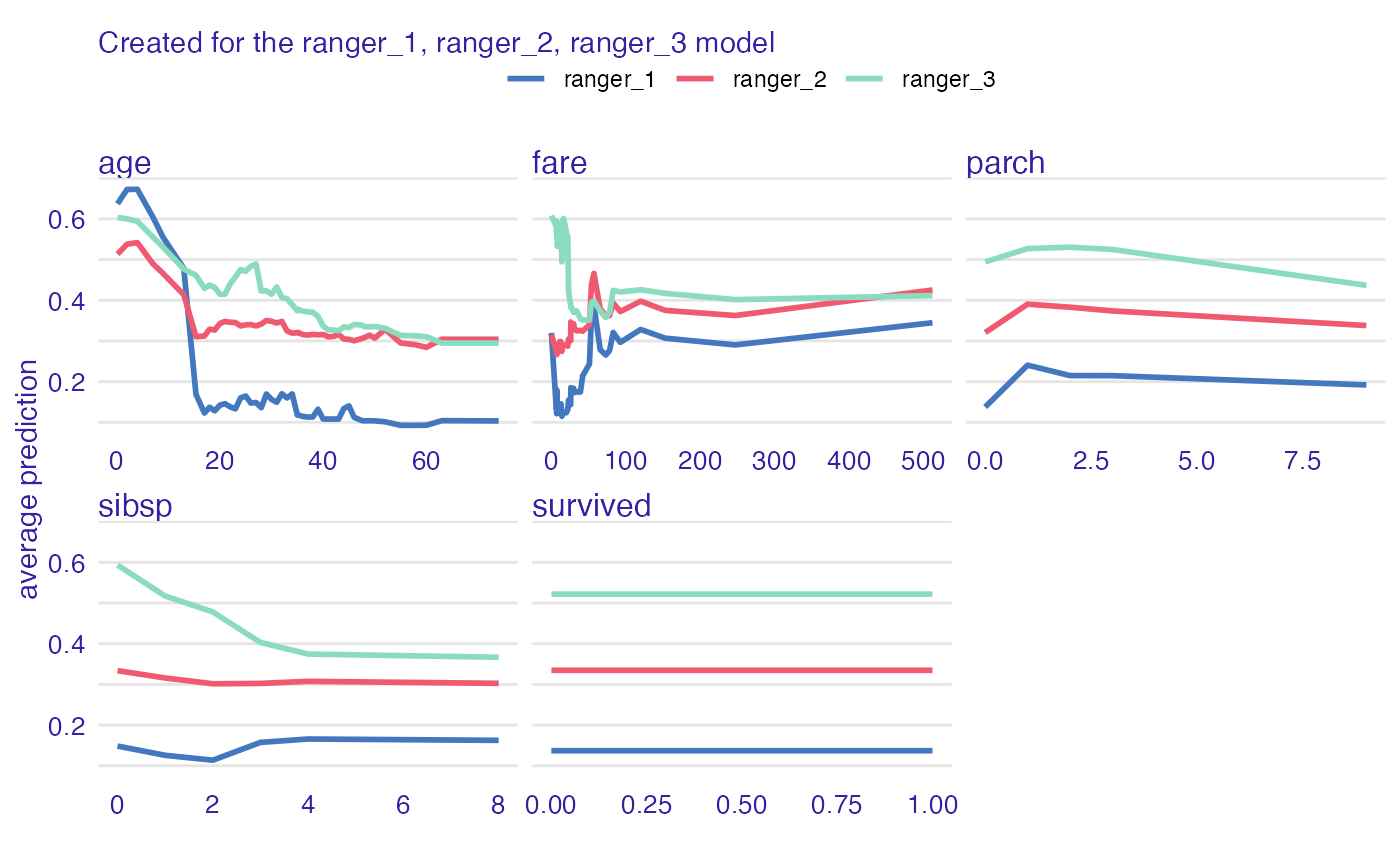 Created for the ranger_1, ranger_2, ranger_3 model
ranger_1 ranger_2 ranger_3
age fare parch
0.6
0.4
0.2
0 20 40 60 0 100 200 300 400 500 0.0 2.5 5.0 7.5
average prediction
sibsp survived
0.6
0.4
0.2
0 2 4 6 8 0.00 0.25 0.50 0.75 1.00